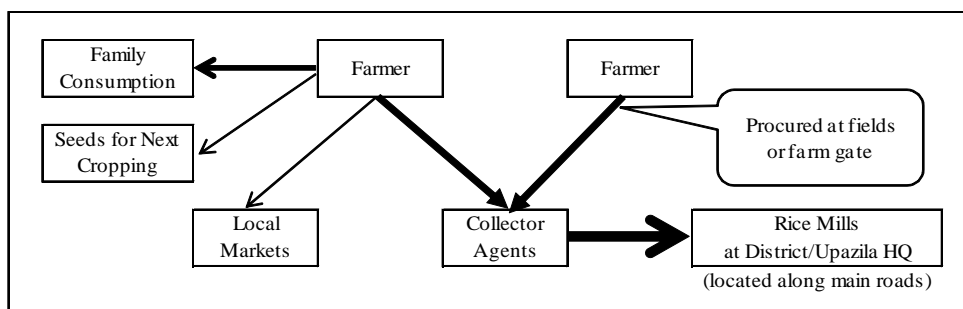 Family
Consumption
Farmer
Farmer
Seeds for Next
Cropping
Procured at fields
or farm gate
Local
Markets
Collector
Agents
Rice Mills
at District/Upazila HQ
(located along main roads)